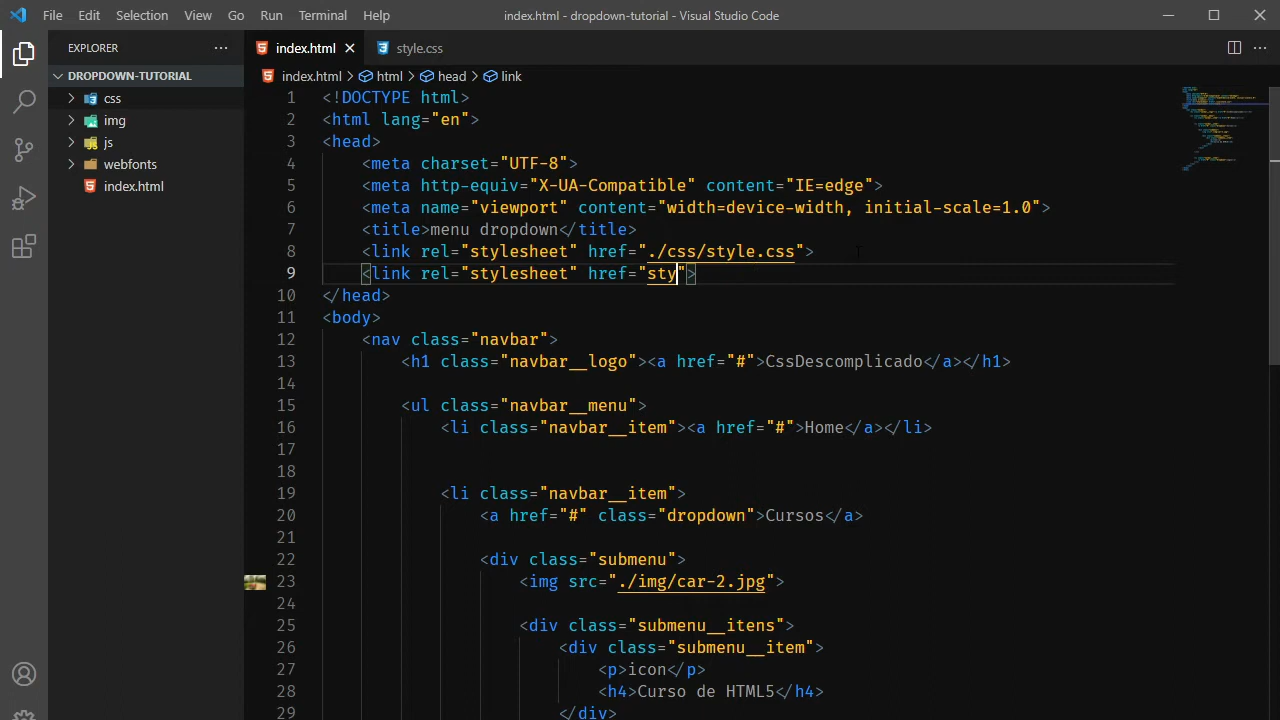 File Edit Selection View Go Run Terminal Help
index.html - dropdown-tutorial - Visual Studio Code
EXPLORER
DROPDOWN-TUTORIAL
css
img
js
webfonts
index.html
index.html style.css
index.html > html > head > link
1 <!DOCTYPE html>
2 <html lang="en">
3 <head>
4 <meta charset="UTF-8">
5 <meta http-equiv="X-UA-Compatible" content="IE=edge">
6 <meta name="viewport" content="width=device-width, initial-scale=1.0">
7 <title>menu dropdown</title>
8 <link rel="stylesheet" href="./css/style.css">
9 <link rel="stylesheet" href="sty">
10 </head>
11 <body>
12 <nav class="navbar">
13 <h1 class="navbar__logo"><a href="#">CssDescomplicado</a></h1>
14
15 <ul class="navbar__menu">
16 <li class="navbar__item"><a href="#">Home</a></li>
17
18
19 <li class="navbar__item">
20 <a href="#" class="dropdown">Cursos</a>
21
22 <div class="submenu">
23 <img src="./img/car-2.jpg">
24
25 <div class="submenu__itens">
26 <div class="submenu__item">
27 <p>icon</p>
28 <h4>Curso de HTML5</h4>
29 </div>